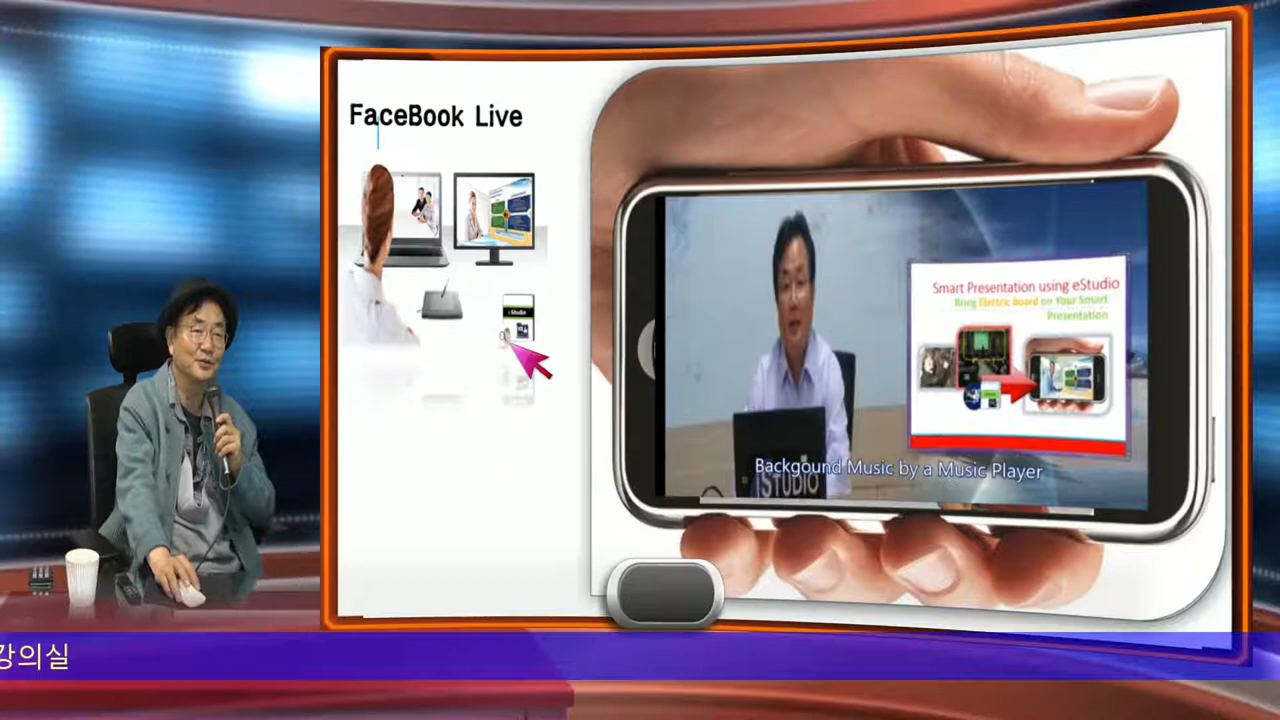 FaceBook Live
Smart Presentation using eStudio
Bring Electric board on Your Smart
Presentation
eStudio
Backgound Music by a Music Player
STUDIO
강의실